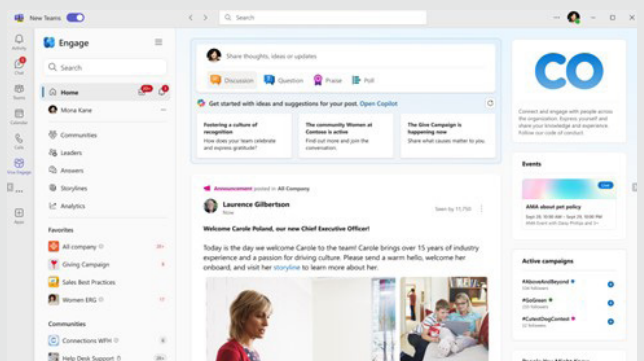 New Teams
Search
Activity
Chat
Teams
Calendar
Calls
Viva Engage
Apps
Engage
Search
Home
Mona Kane
Communities
Leaders
Answers
Storylines
Analytics
Favorites
All company
Giving Campaign
Sales Best Practices
Women ERG
Communities
Connections WFH
Help Desk Support
Share thoughts, ideas or updates
Discussion
Question
Praise
Poll
Get started with ideas and suggestions for your post. Open Copilot
Fostering a culture of
recognition
How does your team celebrate
and express gratitude?
The community Women at
Contoso is active
Find out more and join the
conversation.
The Give Campaign is
happening now
Share what causes matter to you.
Announcement posted in All Company
Laurence Gilbertson
Now
Seen by 11,750
Welcome Carole Poland, our new Chief Executive Officer!
Today is the day we welcome Carole to the team! Carole brings over 15 years of industry
experience and a passion for driving culture. Please send a warm hello, welcome her
onboard, and visit her storyline to learn more about her.
CO
Connect and engage with people across
the organization. Express yourself and
share your knowledge and experience.
Follow our code of conduct.
Events
AMA about pet policy
Active campaigns
#AboveAndBeyond
#GoGreen
#CutestDogContest